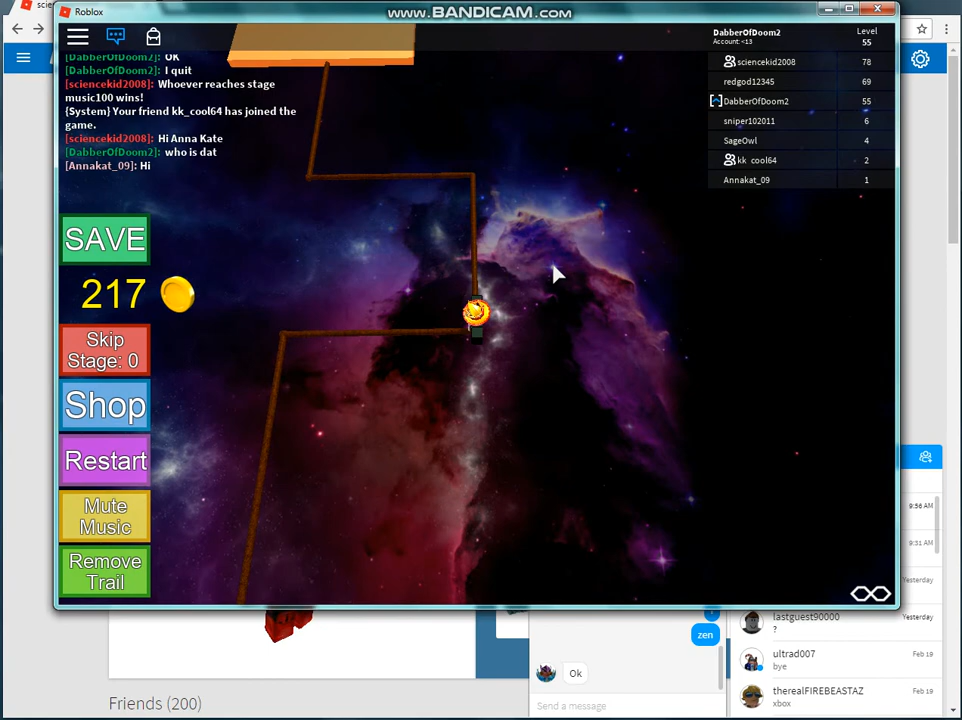 scie
Roblox
www.BANDICAM.com
DabberOfDoom2
Account: <13
Level
55
sciencekid2008 78
redgod12345 69
DabberOfDoom2 55
sniper102011 6
SageOwl 4
kk_cool64 2
Annakat_09 1
[DabberOfDoom2]: OK
[DabberOfDoom2]: I quit
[sciencekid2008]: Whoever reaches stage
music100 wins!
{System} Your friend kk_cool64 has joined the
game.
[sciencekid2008]: Hi Anna Kate
[DabberOfDoom2]: who is dat
[Annakat_09]: Hi
SAVE
217
Skip
Stage: 0
Shop
Restart
Mute
Music
Remove
Trail
9:56 AM
9:31 AM
Yesterday
lastguest90000 Yesterday
?
ultrad007 Feb 19
bye
therealFIREBEASTAZ Feb 19
xbox
zen
Ok
Send a message
Friends (200)